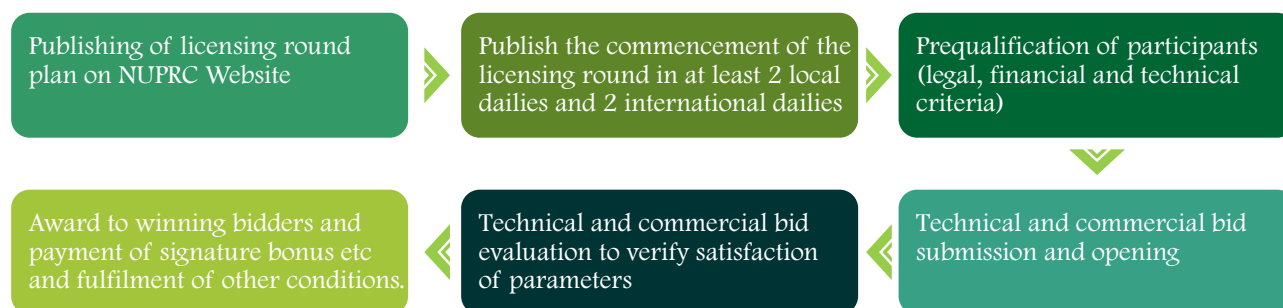 Publishing of licensing round
plan on NUPRC Website
Publish the commencement of the
licensing round in at least 2 local
dailies and 2 international dailies
Prequalification of participants
(legal, financial and technical
criteria)
Technical and commercial bid
submission and opening
Technical and commercial bid
evaluation to verify satisfaction
of parameters
Award to winning bidders and
payment of signature bonus etc
and fulfilment of other conditions.